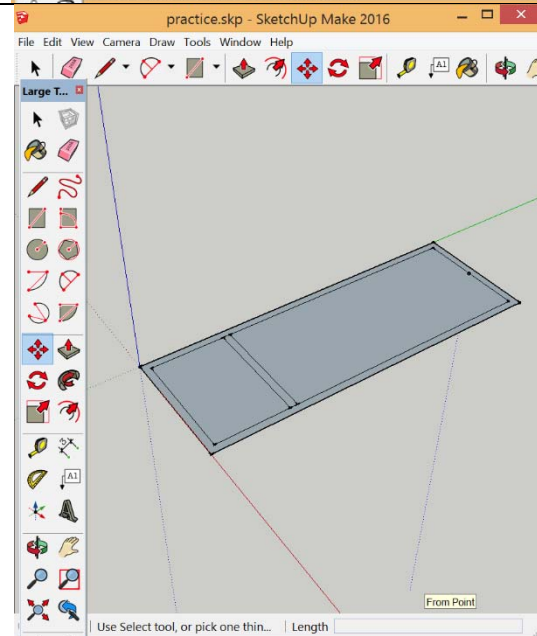 practice.skp - SketchUp Make 2016
File Edit View Camera Draw Tools Window Help
A1
Large T...
A1
From Point
Use Select tool, or pick one thin... Length